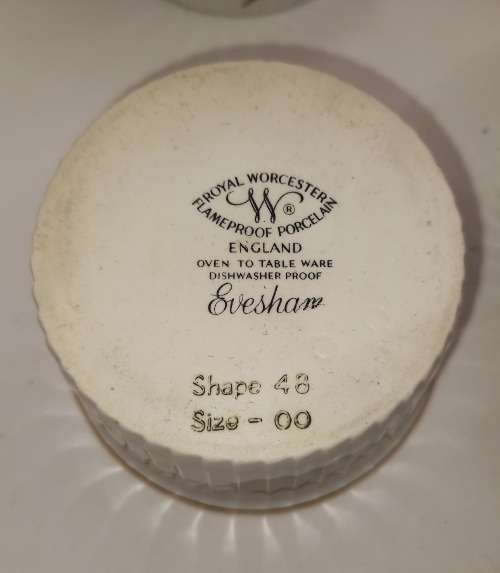 ROYAL WORCESTER
W ®
FLAMEPROOF PORCELAIN
ENGLAND
OVEN TO TABLE WARE
DISHWASHER PROOF
Evesham
Shape 48
Size - 00